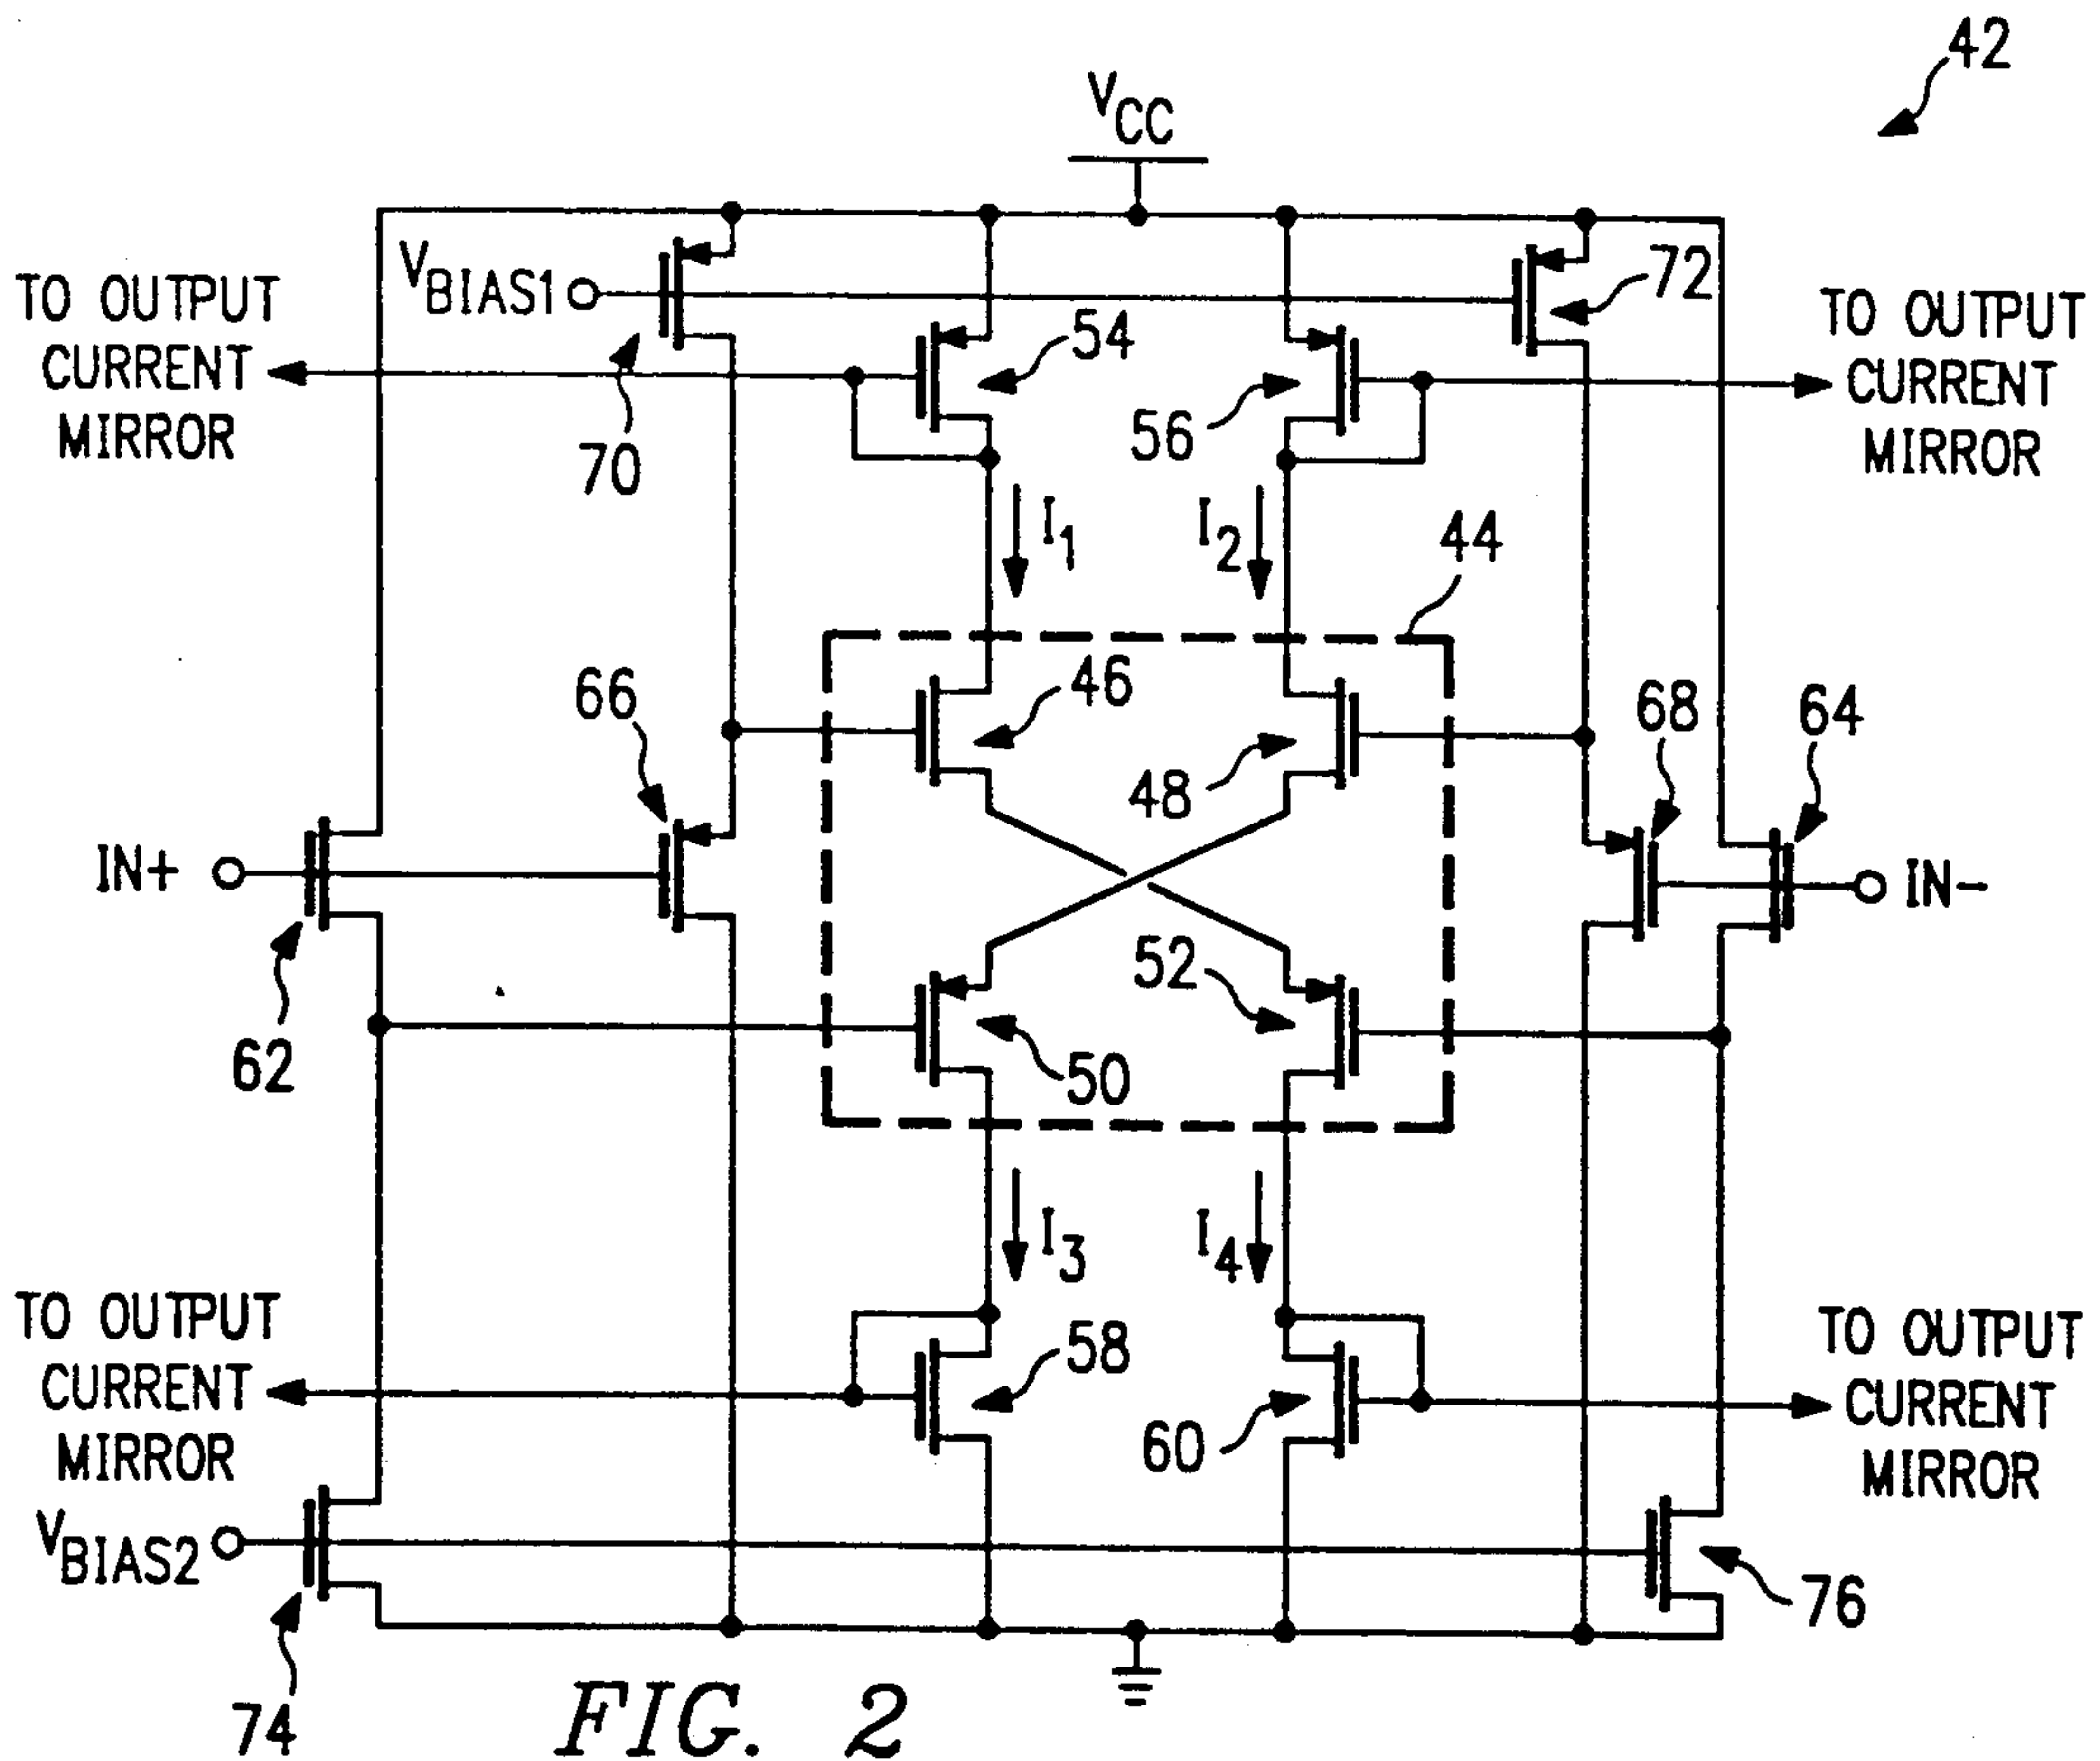 42
VCC
VBIAS1
72
TO OUTPUT
CURRENT
MIRROR
54
TO OUTPUT
CURRENT
MIRROR
56
70
I1
I2
44
66
46
68
64
48
IN+
IN-
52
62
50
I3
I4
TO OUTPUT
CURRENT
MIRROR
58
TO OUTPUT
CURRENT
MIRROR
60
VBIAS2
76
74
FIG. 2